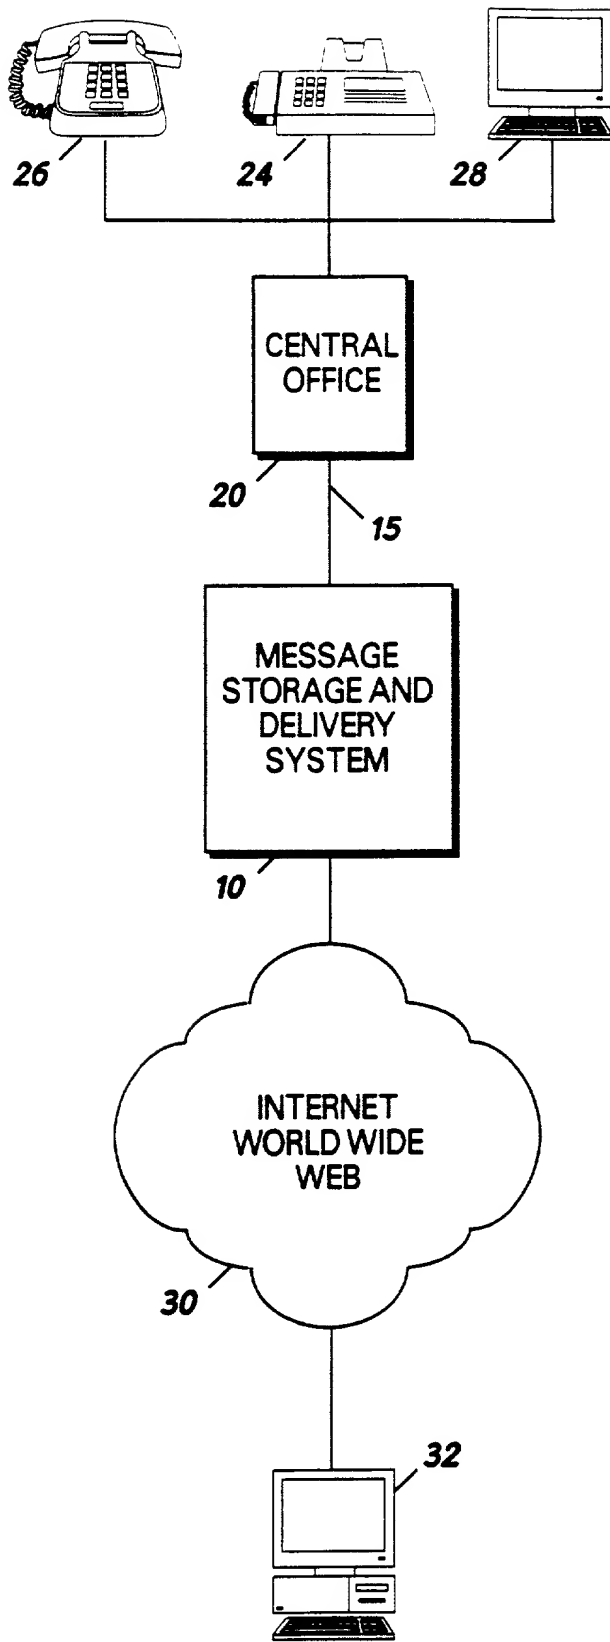 26
24
28
CENTRAL
OFFICE
20
15
MESSAGE
STORAGE AND
DELIVERY
SYSTEM
10
INTERNET
WORLD WIDE
WEB
30
32